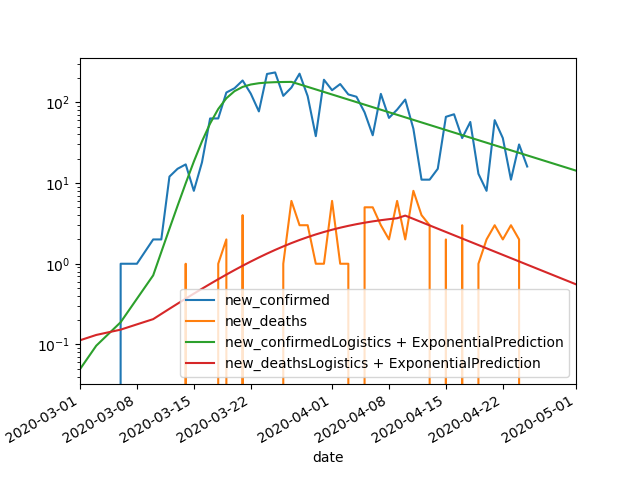 10²
10¹
10⁰
10⁻¹
new_confirmed
new_deaths
new_confirmedLogistics + ExponentialPrediction
new_deathsLogistics + ExponentialPrediction
2020-03-01
2020-03-08
2020-03-15
2020-03-22
2020-04-01
2020-04-08
2020-04-15
2020-04-22
2020-05-01
date